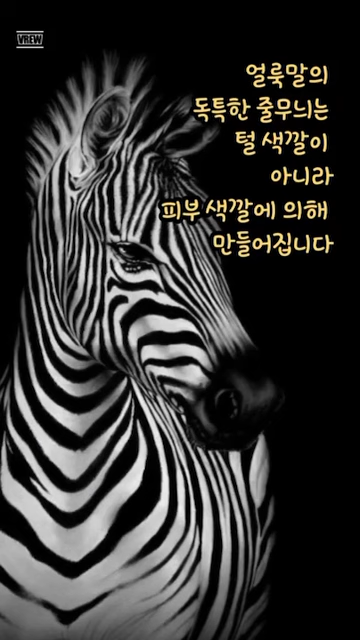 VREW
얼룩말의
독특한 줄무늬는
털 색깔이
아니라
피부 색깔에 의해
만들어집니다